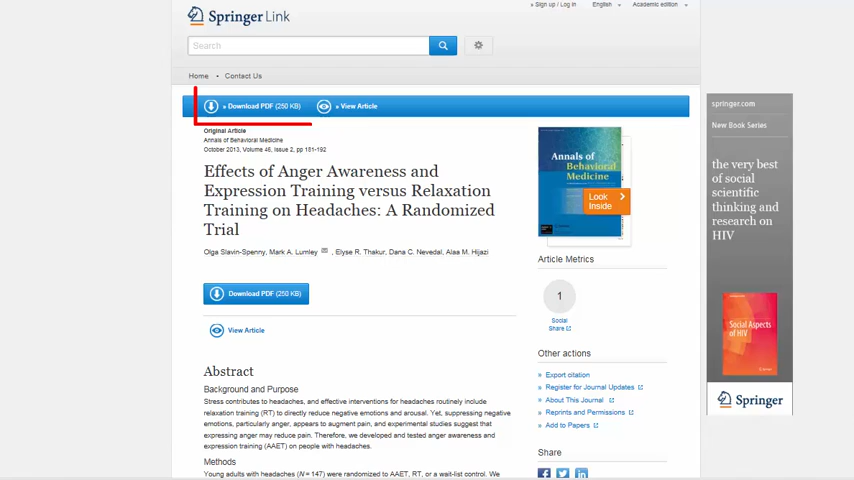 Springer Link
» Sign up / Log in English Academic edition
Search
Home • Contact Us
» Download PDF (250 KB) » View Article
Original Article
Annals of Behavioral Medicine
October 2013, Volume 46, Issue 2, pp 181-192
Effects of Anger Awareness and
Expression Training versus Relaxation
Training on Headaches: A Randomized
Trial
Olga Slavin-Spenny, Mark A. Lumley , Elyse R. Thakur, Dana C. Nevedal, Alaa M. Hijazi
Download PDF (250 KB)
View Article
Abstract
Background and Purpose
Stress contributes to headaches, and effective interventions for headaches routinely include
relaxation training (RT) to directly reduce negative emotions and arousal. Yet, suppressing negative
emotions, particularly anger, appears to augment pain, and experimental studies suggest that
expressing anger may reduce pain. Therefore, we developed and tested anger awareness and
expression training (AAET) on people with headaches.
Methods
Young adults with headaches (N = 147) were randomized to AAET, RT, or a wait-list control. We
Annals of
Behavioral
Medicine
Look
Inside
Article Metrics
1
Social
Share
Other actions
» Export citation
» Register for Journal Updates
» About This Journal
» Reprints and Permissions
» Add to Papers
Share
springer.com
New Book Series
the very best
of social
scientific
thinking and
research on
HIV
Social Aspects
of HIV
Springer